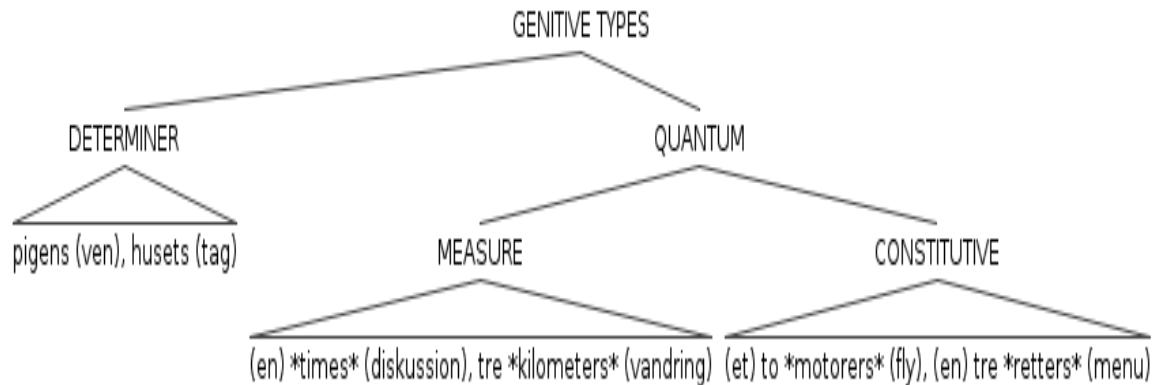 GENITIVE TYPES
DETERMINER QUANTUM
pigens (ven), husets (tag) MEASURE CONSTITUTIVE
(en) *times* (diskussion), tre *kilometers* (vandring) (et) to *motorers* (fly), (en) tre *retters* (menu)